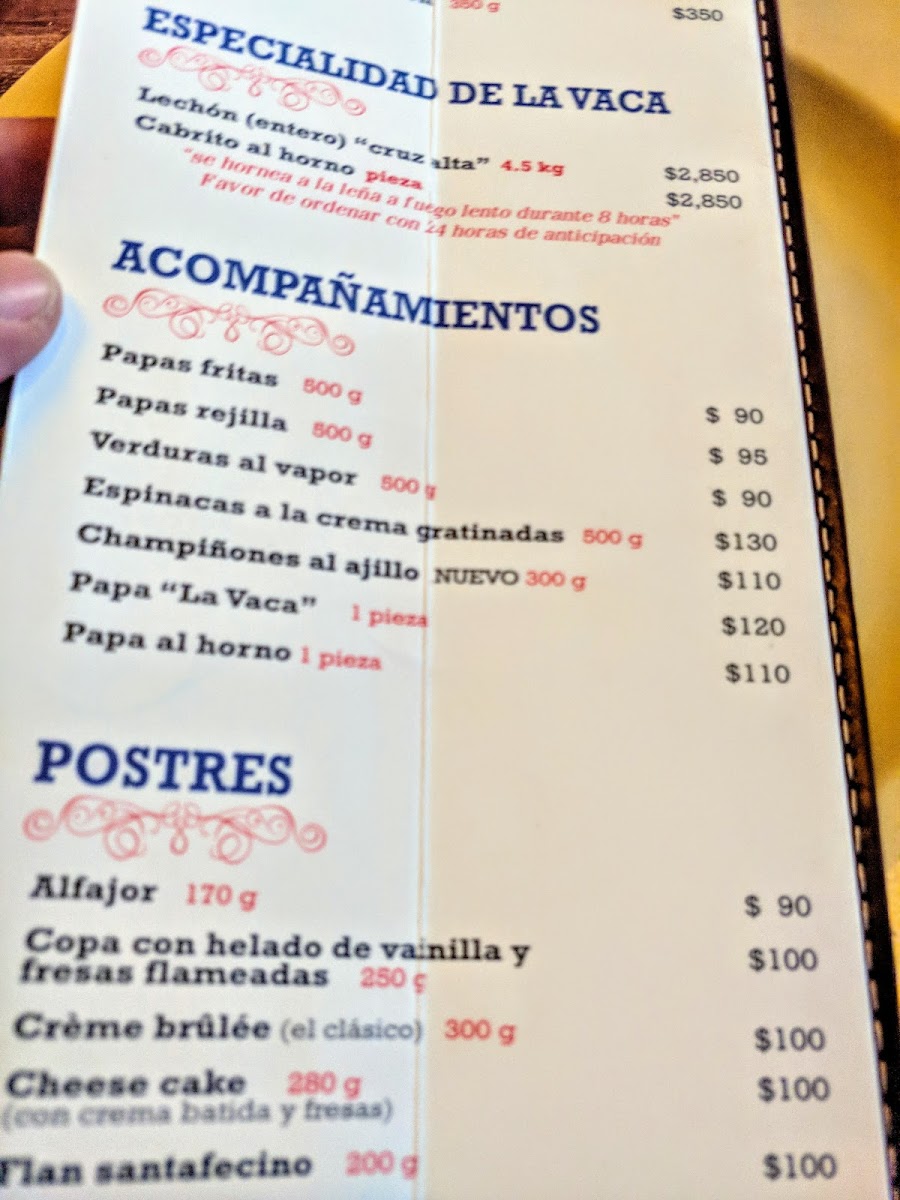 350 g $350
ESPECIALIDAD DE LA VACA
Lechón (entero) “cruz alta” 4.5 kg $2,850
Cabrito al horno pieza $2,850
“se hornea a la leña a fuego lento durante 8 horas”
Favor de ordenar con 24 horas de anticipación
ACOMPAÑAMIENTOS
Papas fritas 500 g $ 90
Papas rejilla 500 g $ 95
Verduras al vapor 500 g $ 90
Espinacas a la crema gratinadas 500 g $130
Champiñones al ajillo NUEVO 300 g $110
Papa “La Vaca” 1 pieza $120
Papa al horno 1 pieza $110
POSTRES
Alfajor 170 g $ 90
Copa con helado de vainilla y $100
fresas flameadas 250 g
Crème brûlée (el clásico) 300 g $100
Cheese cake 280 g $100
(con crema batida y fresas)
Flan santafecino 200 g $100